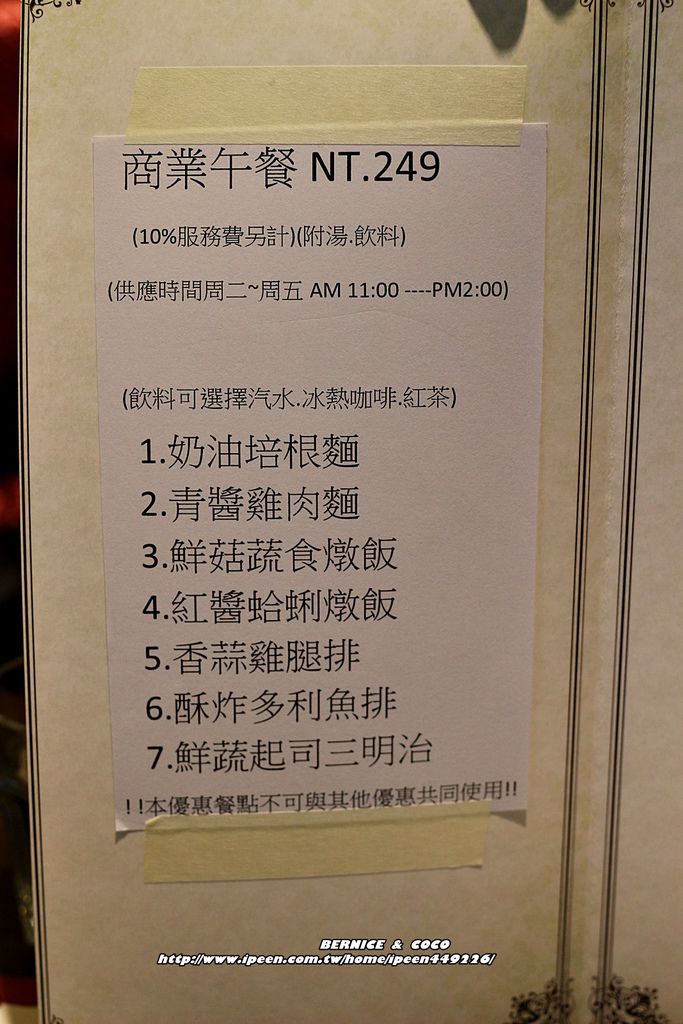 商業午餐 NT.249
(10%服務費另計)(附湯.飲料)
(供應時間周二~周五 AM 11:00 ----PM2:00)
(飲料可選擇汽水.冰熱咖啡.紅茶)
1.奶油培根麵
2.青醬雞肉麵
3.鮮菇蔬食燉飯
4.紅醬蛤蜊燉飯
5.香蒜雞腿排
6.酥炸多利魚排
7.鮮蔬起司三明治
!!本優惠餐點不可與其他優惠共同使用!!
BERNICE & COCO
http://www.ipeen.com.tw/home/ipeen449226/